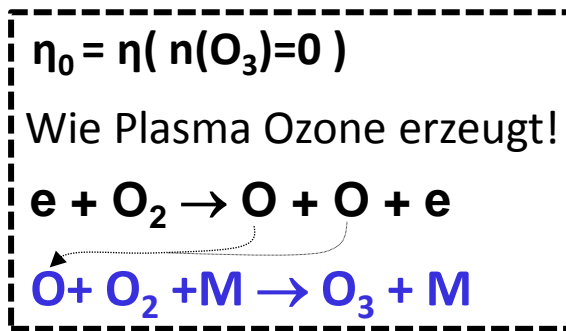 η₀ = η( n(O₃)=0 )
Wie Plasma Ozone erzeugt!
e + O₂ → O + O + e
O+ O₂ +M → O₃ + M